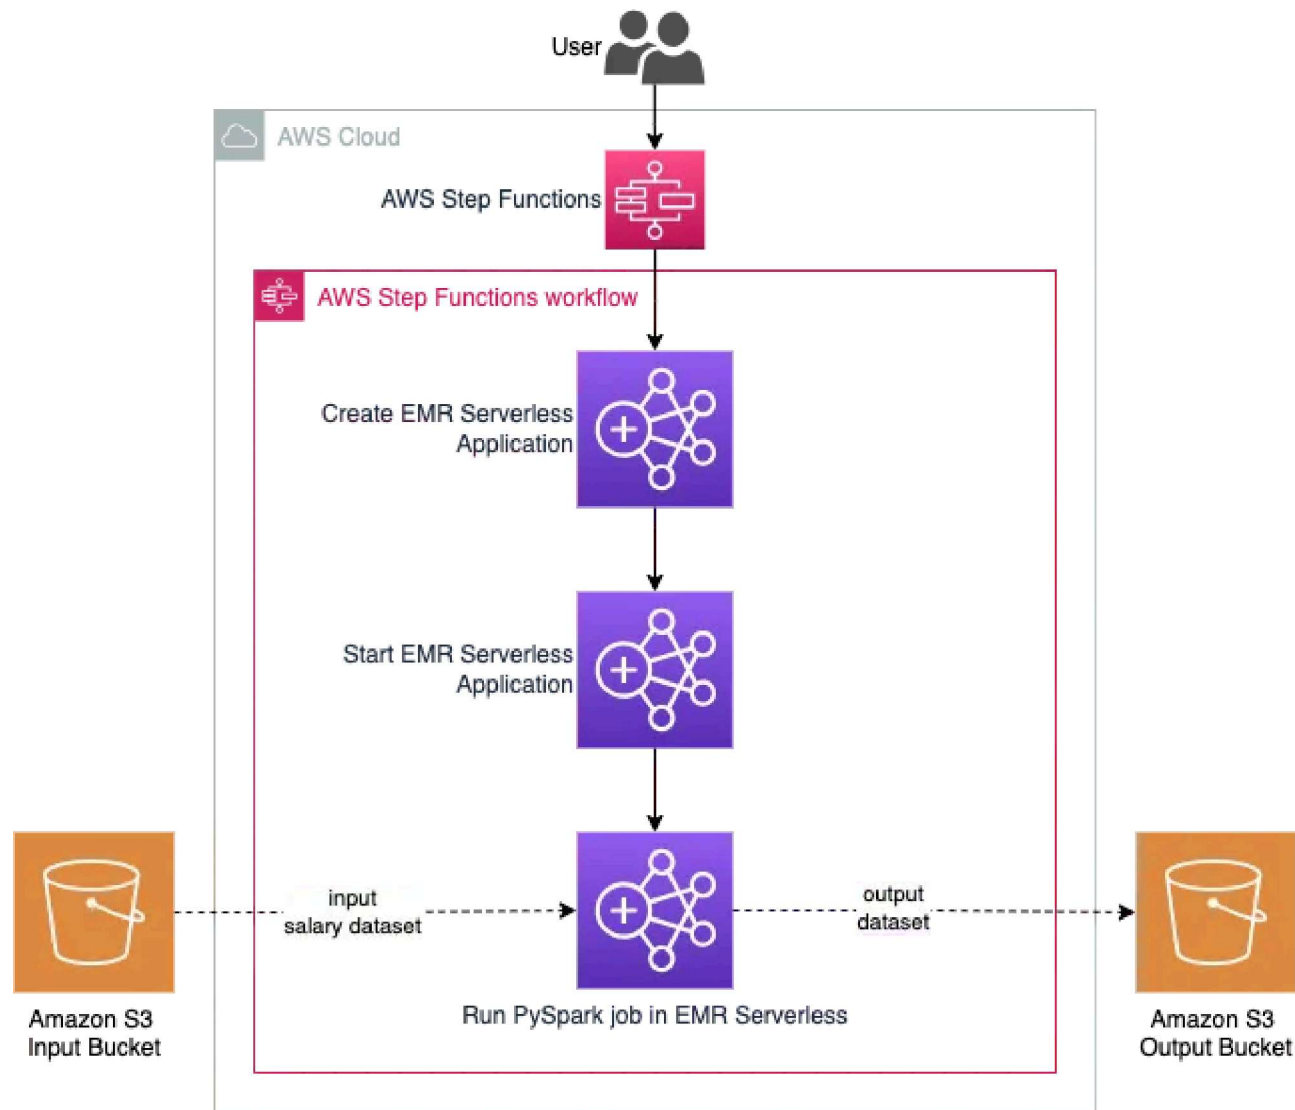 User
AWS Cloud
AWS Step Functions
AWS Step Functions workflow
Create EMR Serverless
Application
Start EMR Serverless
Application
input
salary dataset
output
dataset
Run PySpark job in EMR Serverless
Amazon S3
Input Bucket
Amazon S3
Output Bucket